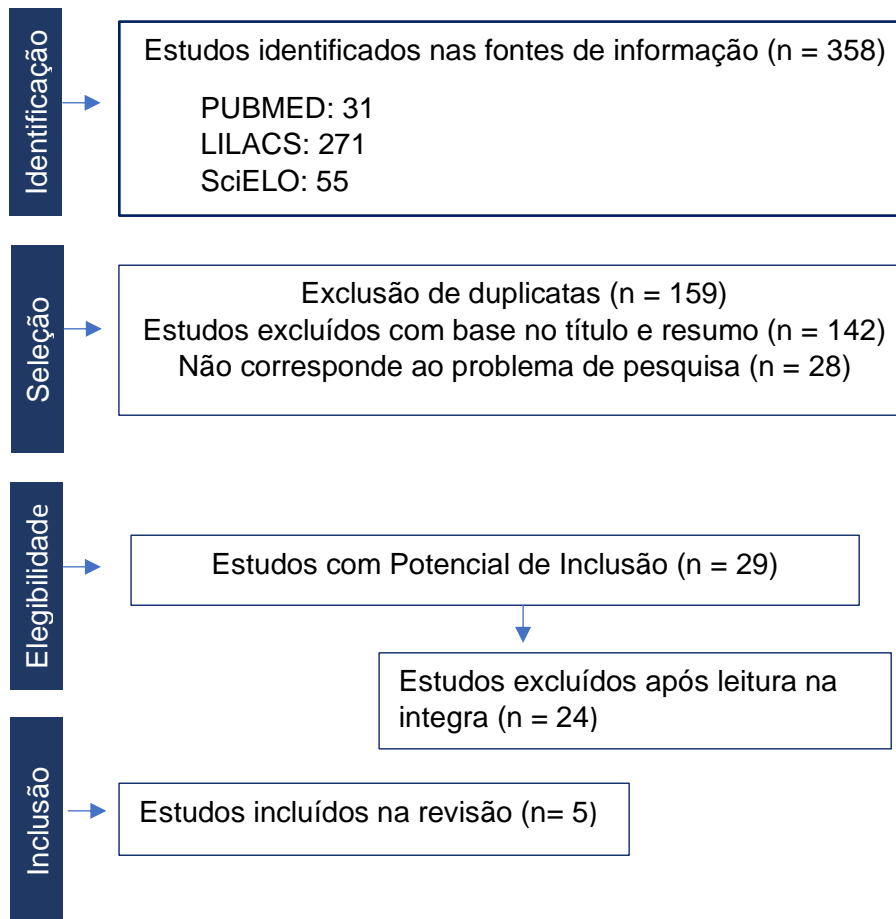 Identificação
Estudos identificados nas fontes de informação (n = 358)
PUBMED: 31
LILACS: 271
SciELO: 55
Seleção
Exclusão de duplicatas (n = 159)
Estudos excluídos com base no título e resumo (n = 142)
Não corresponde ao problema de pesquisa (n = 28)
Elegibilidade
Estudos com Potencial de Inclusão (n = 29)
Estudos excluídos após leitura na
integra (n = 24)
Inclusão
Estudos incluídos na revisão (n= 5)